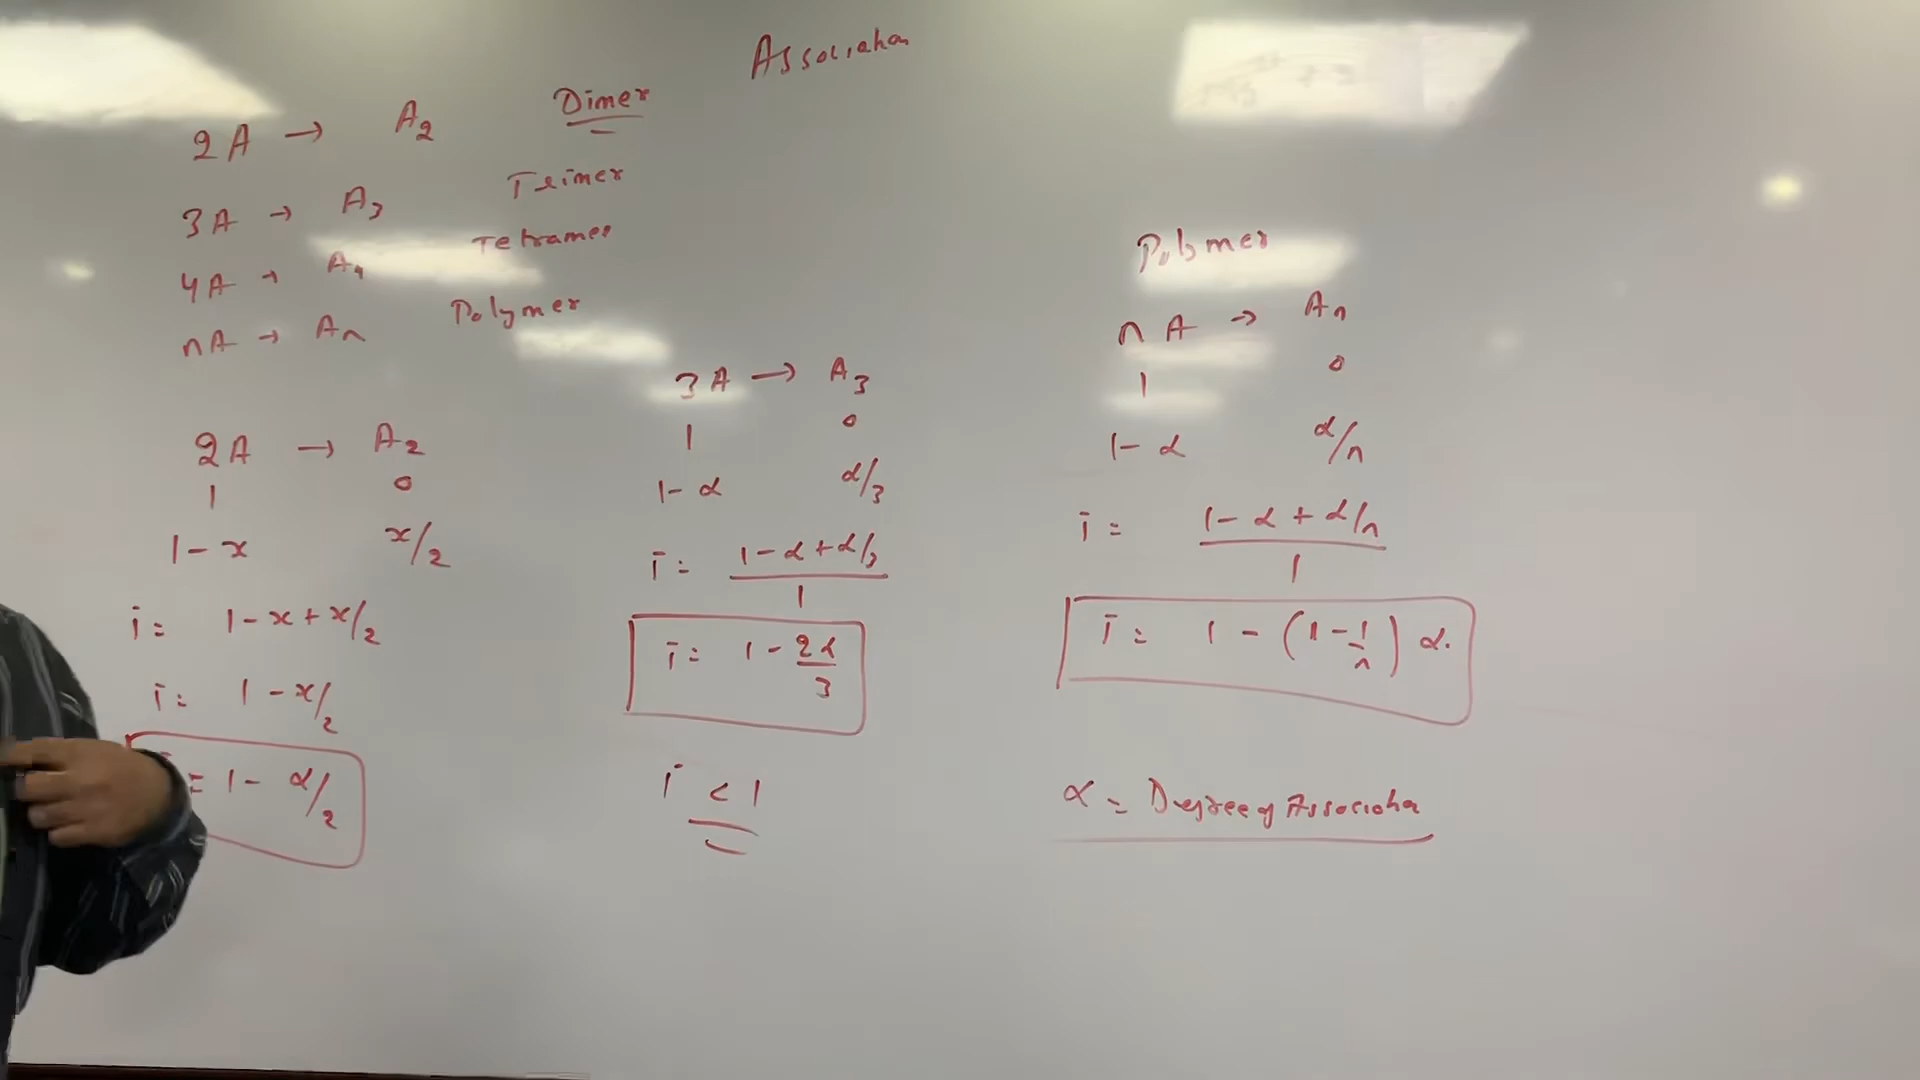 Association
2A → A₂ Dimer
3A → A₃ Trimer
4A → A₄ Tetramer
nA → An Polymer
2A → A₂
1 0
1-x x/2
i = 1-x+x/2
i = 1-x/2
= 1- α/2
3A → A₃
1 0
1-α α/3
i = 1-α+α/3
1
i = 1-2α
3
i < 1
Polymer
nA → An
1 0
1-α α/n
i = 1-α+α/n
1
i = 1-(1-1/n)α.
α = Degree of Association